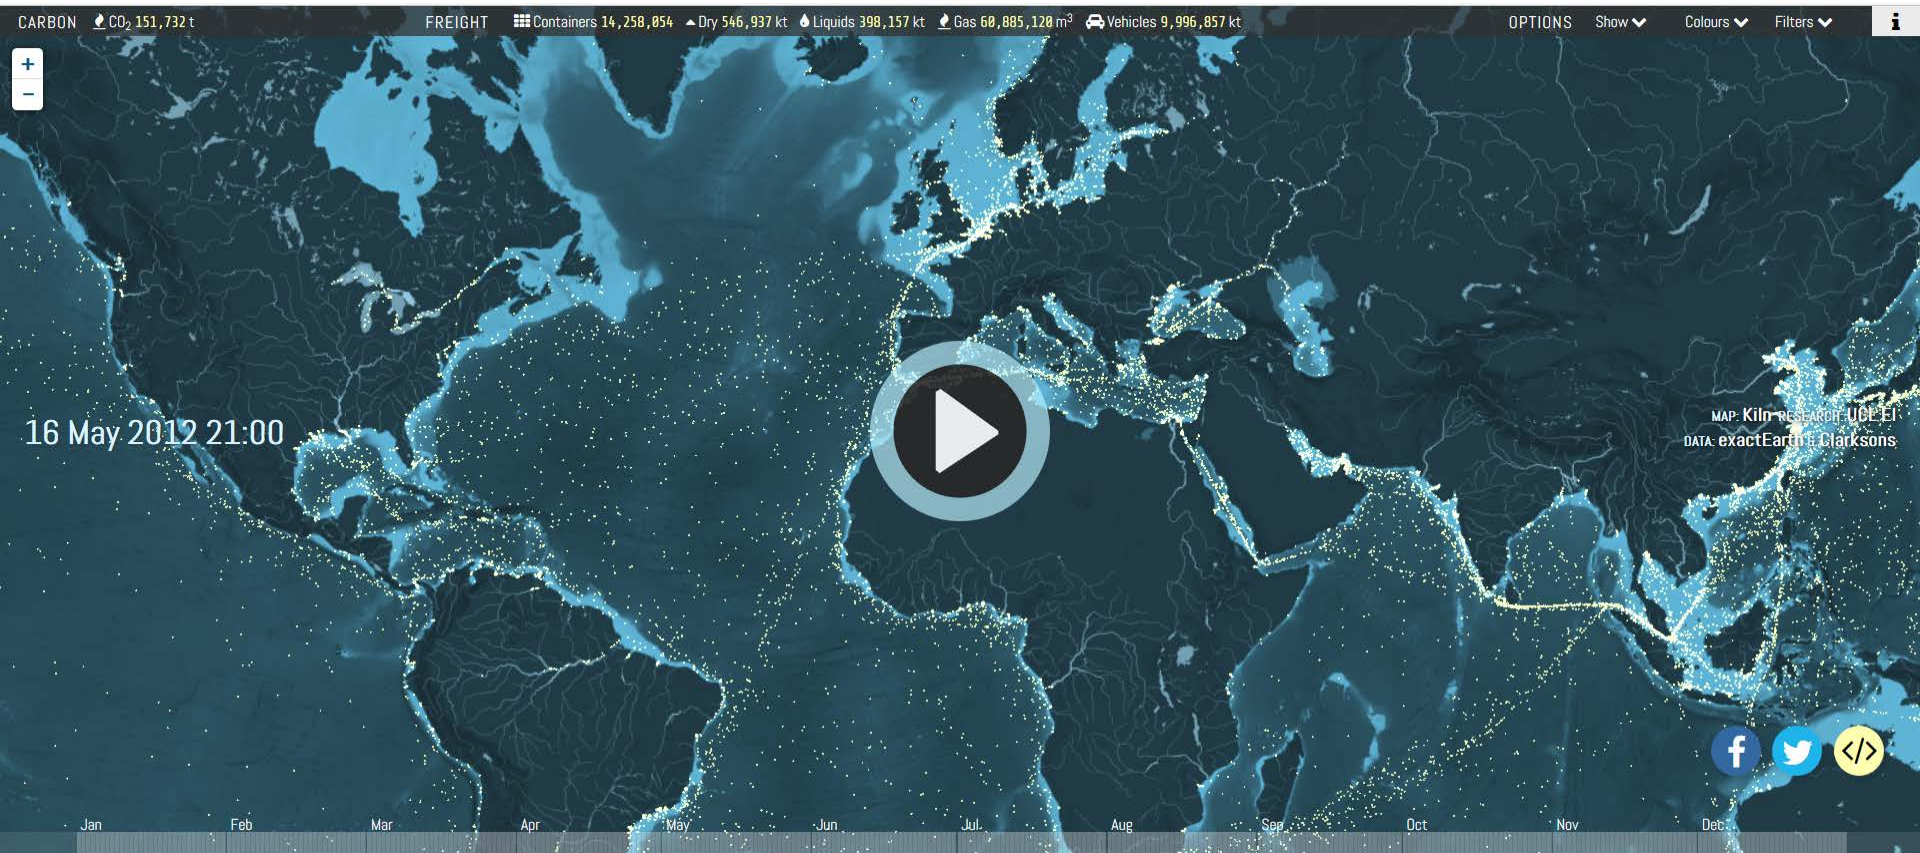 CARBON CO2 151,732 t FREIGHT Containers 14,258,054 Dry 546,937 kt Liquids 398,157 kt Gas 60,885,120 m3 Vehicles 9,996,857 kt OPTIONS Show Colours Filters i
+
−
16 May 2012 21:00
MAP: Kiln RESEARCH: UCL EI
DATA: exactEarth & Clarksons
f </>
Jan Feb Mar Apr May Jun Jul Aug Sep Oct Nov Dec